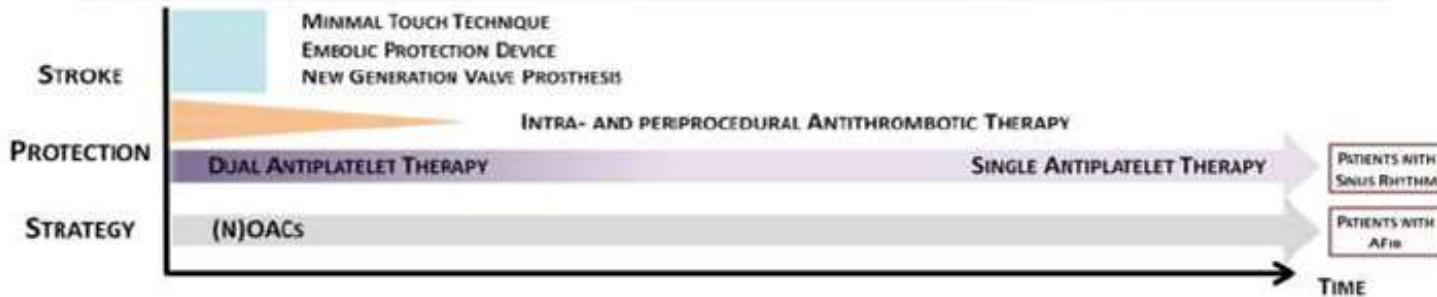 MINIMAL TOUCH TECHNIQUE
EMBOLIC PROTECTION DEVICE
NEW GENERATION VALVE PROSTHESIS
STROKE
INTRA- AND PERIPROCEDURAL ANTITHROMBOTIC THERAPY
PROTECTION
DUAL ANTIPLATELET THERAPY
SINGLE ANTIPLATELET THERAPY
PATIENTS WITH
SINUS RHYTHM
STRATEGY
(N)OACs
PATIENTS WITH
AFIB
TIME